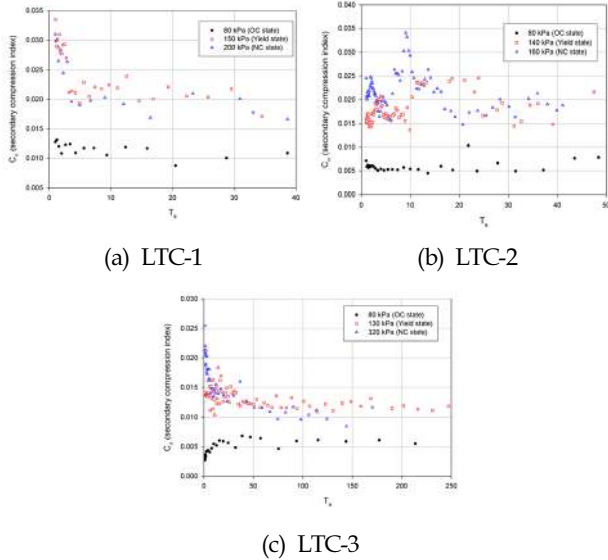 0.035
0.030
0.025
0.020
0.015
0.010
0.005
Cα (secondary compression index)
80 kPa (OC state)
150 kPa (Yield state)
200 kPa (NC state)
0 10 20 30 40
(a) LTC-1
0.040
0.035
0.030
0.025
0.020
0.015
0.010
0.005
0.000
Cα (secondary compression index)
80 kPa (OC state)
140 kPa (Yield state)
160 kPa (NC state)
0 10 20 30 40 50
(b) LTC-2
0.030
0.025
0.020
0.015
0.010
0.005
0.000
Cα (secondary compression index)
80 kPa (OC state)
130 kPa (Yield state)
320 kPa (NC state)
0 50 100 150 200 250
(c) LTC-3